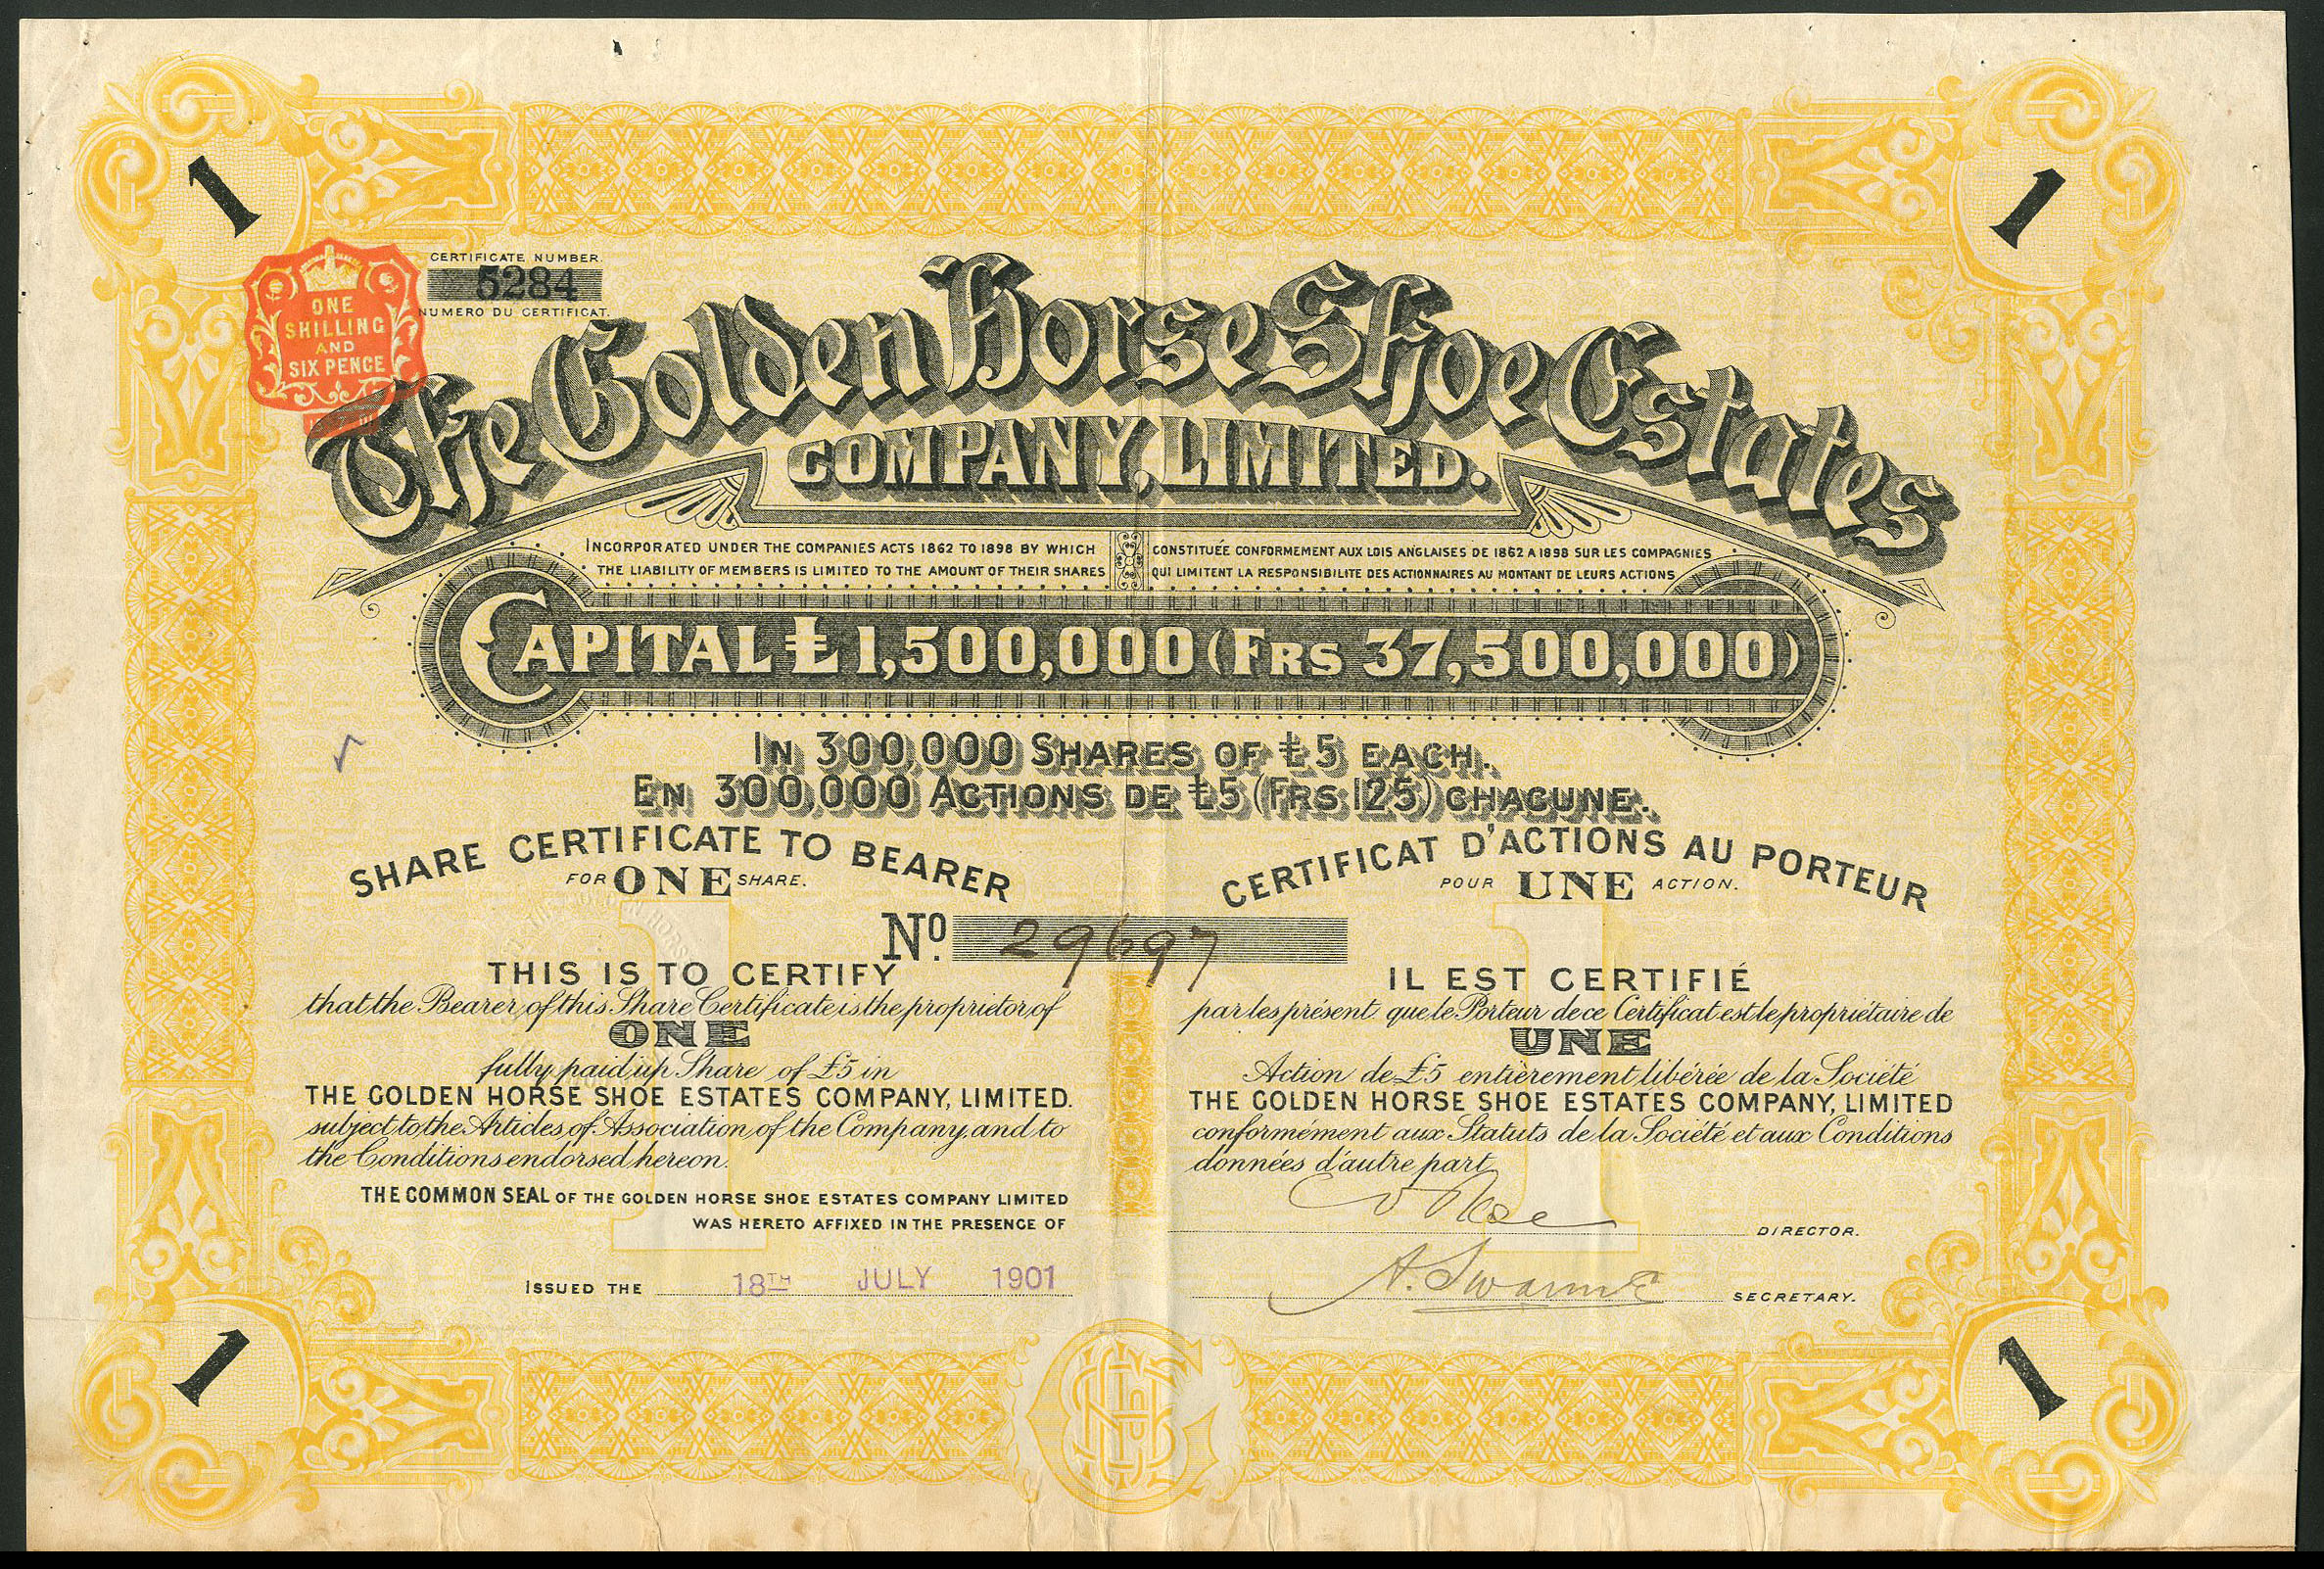 1
1
CERTIFICATE NUMBER.
5284
NUMERO DU CERTIFICAT.
ONE
SHILLING
AND
SIX PENCE
The Golden Horse Shoe Estates
COMPANY, LIMITED.
INCORPORATED UNDER THE COMPANIES ACTS 1862 TO 1898 BY WHICH
THE LIABILITY OF MEMBERS IS LIMITED TO THE AMOUNT OF THEIR SHARES
CONSTITUÉE CONFORMEMENT AUX LOIS ANGLAISES DE 1862 A 1898 SUR LES COMPAGNIES
QUI LIMITENT LA RESPONSIBILITE DES ACTIONNAIRES AU MONTANT DE LEURS ACTIONS
CAPITAL £1,500,000 (FRS 37,500,000)
IN 300,000 SHARES OF £5 EACH.
EN 300,000 ACTIONS DE £5 (FRS 125) CHACUNE.
SHARE CERTIFICATE TO BEARER
FOR ONE SHARE.
CERTIFICAT D'ACTIONS AU PORTEUR
POUR UNE ACTION.
No. 29697
THIS IS TO CERTIFY
that the Bearer of this Share Certificate is the proprietor of
ONE
fully paid up Share of £5 in
THE GOLDEN HORSE SHOE ESTATES COMPANY, LIMITED.
subject to the Articles of Association of the Company, and to
the Conditions endorsed hereon.
THE COMMON SEAL OF THE GOLDEN HORSE SHOE ESTATES COMPANY LIMITED
WAS HERETO AFFIXED IN THE PRESENCE OF
ISSUED THE 18TH JULY 1901
IL EST CERTIFIÉ
par les présent que le Porteur de ce Certificat est le propriétaire de
UNE
Action de £5 entièrement libérée de la Société
THE GOLDEN HORSE SHOE ESTATES COMPANY, LIMITED
conformément aux Statuts de la Société et aux Conditions
données d'autre part
DIRECTOR.
A. SECRETARY.
1
1